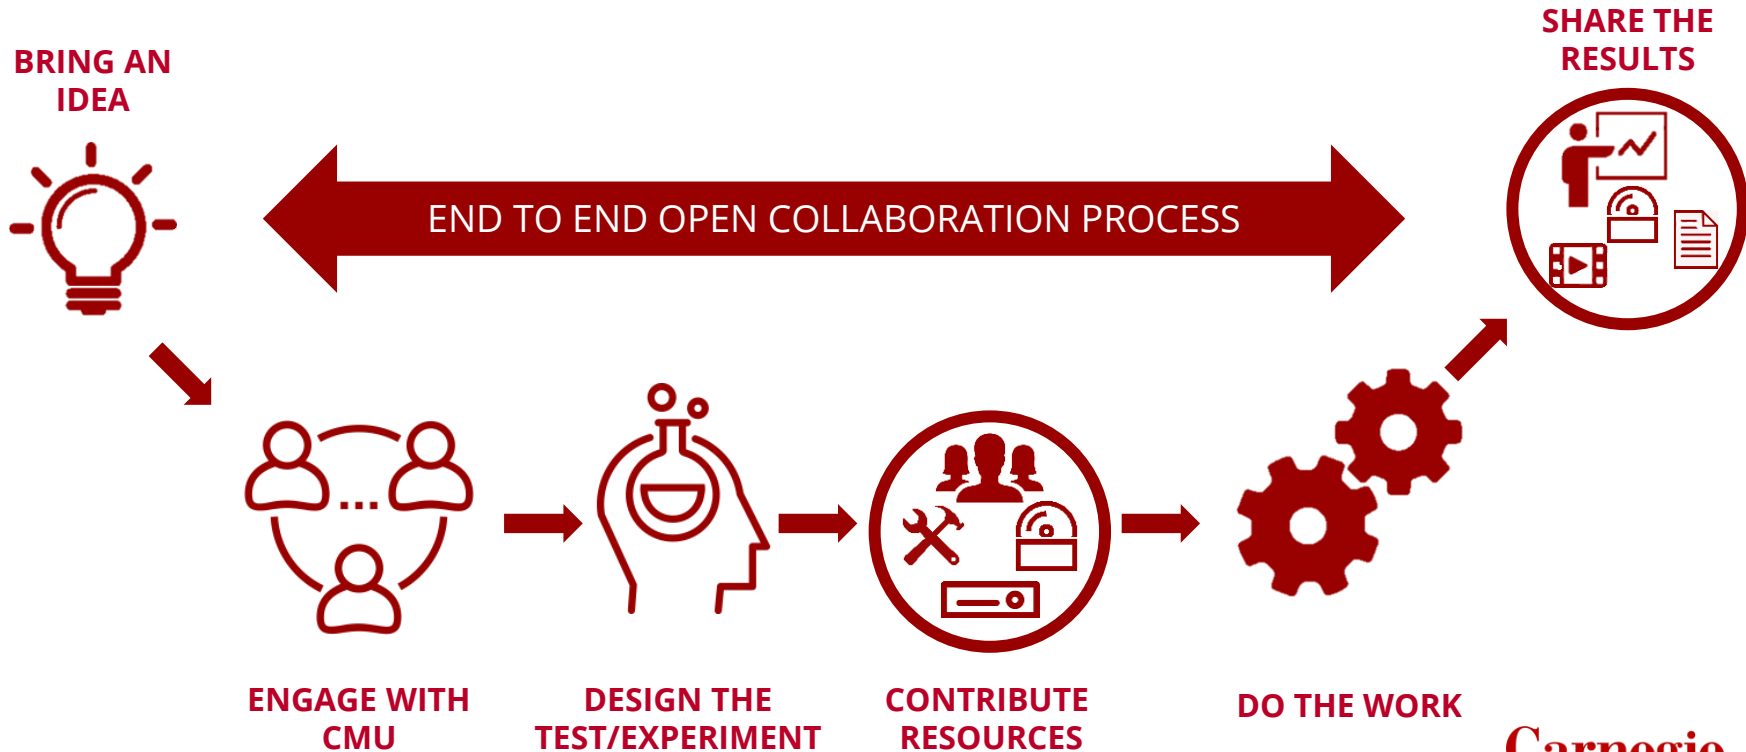 BRING AN
IDEA
SHARE THE
RESULTS
END TO END OPEN COLLABORATION PROCESS
...
ENGAGE WITH
CMU
DESIGN THE
TEST/EXPERIMENT
CONTRIBUTE
RESOURCES
DO THE WORK
Carnegie